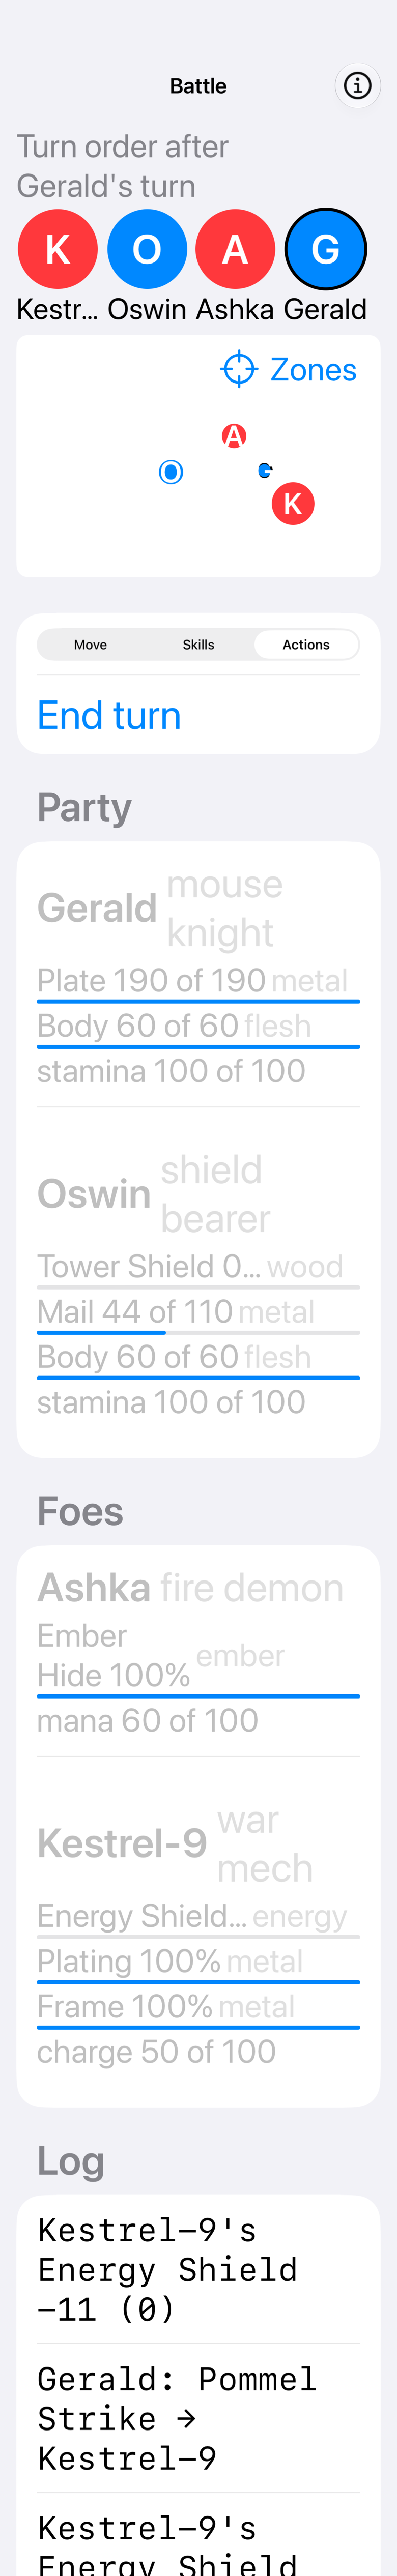 Battle
Turn order after
Gerald's turn
K O A G
Kestr... Oswin Ashka Gerald
Zones
A
O G
K
Move Skills Actions
End turn
Party
Gerald mouse
knight
Plate 190 of 190 metal
Body 60 of 60 flesh
stamina 100 of 100
Oswin shield
bearer
Tower Shield 0... wood
Mail 44 of 110 metal
Body 60 of 60 flesh
stamina 100 of 100
Foes
Ashka fire demon
Ember
Hide 100% ember
mana 60 of 100
Kestrel-9 war
mech
Energy Shield... energy
Plating 100% metal
Frame 100% metal
charge 50 of 100
Log
Kestrel-9's
Energy Shield
-11 (0)
Gerald: Pommel
Strike →
Kestrel-9
Kestrel-9's
Energy Shield